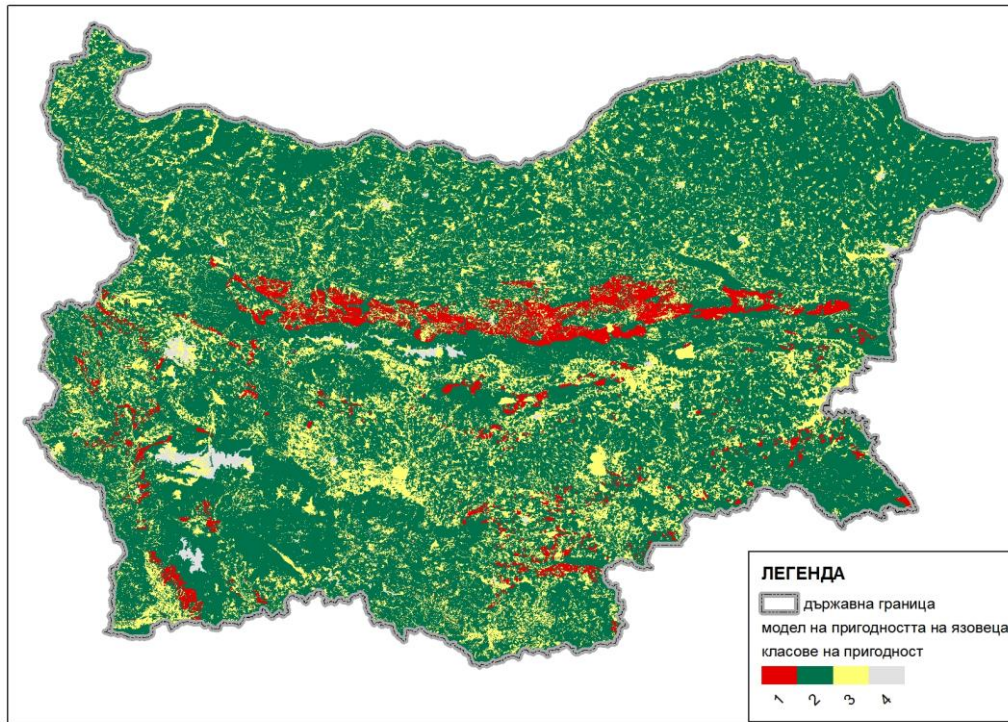 ЛЕГЕНДА
държавна граница
модел на пригодността на язовеца
класове на пригодност
1 2 3 4